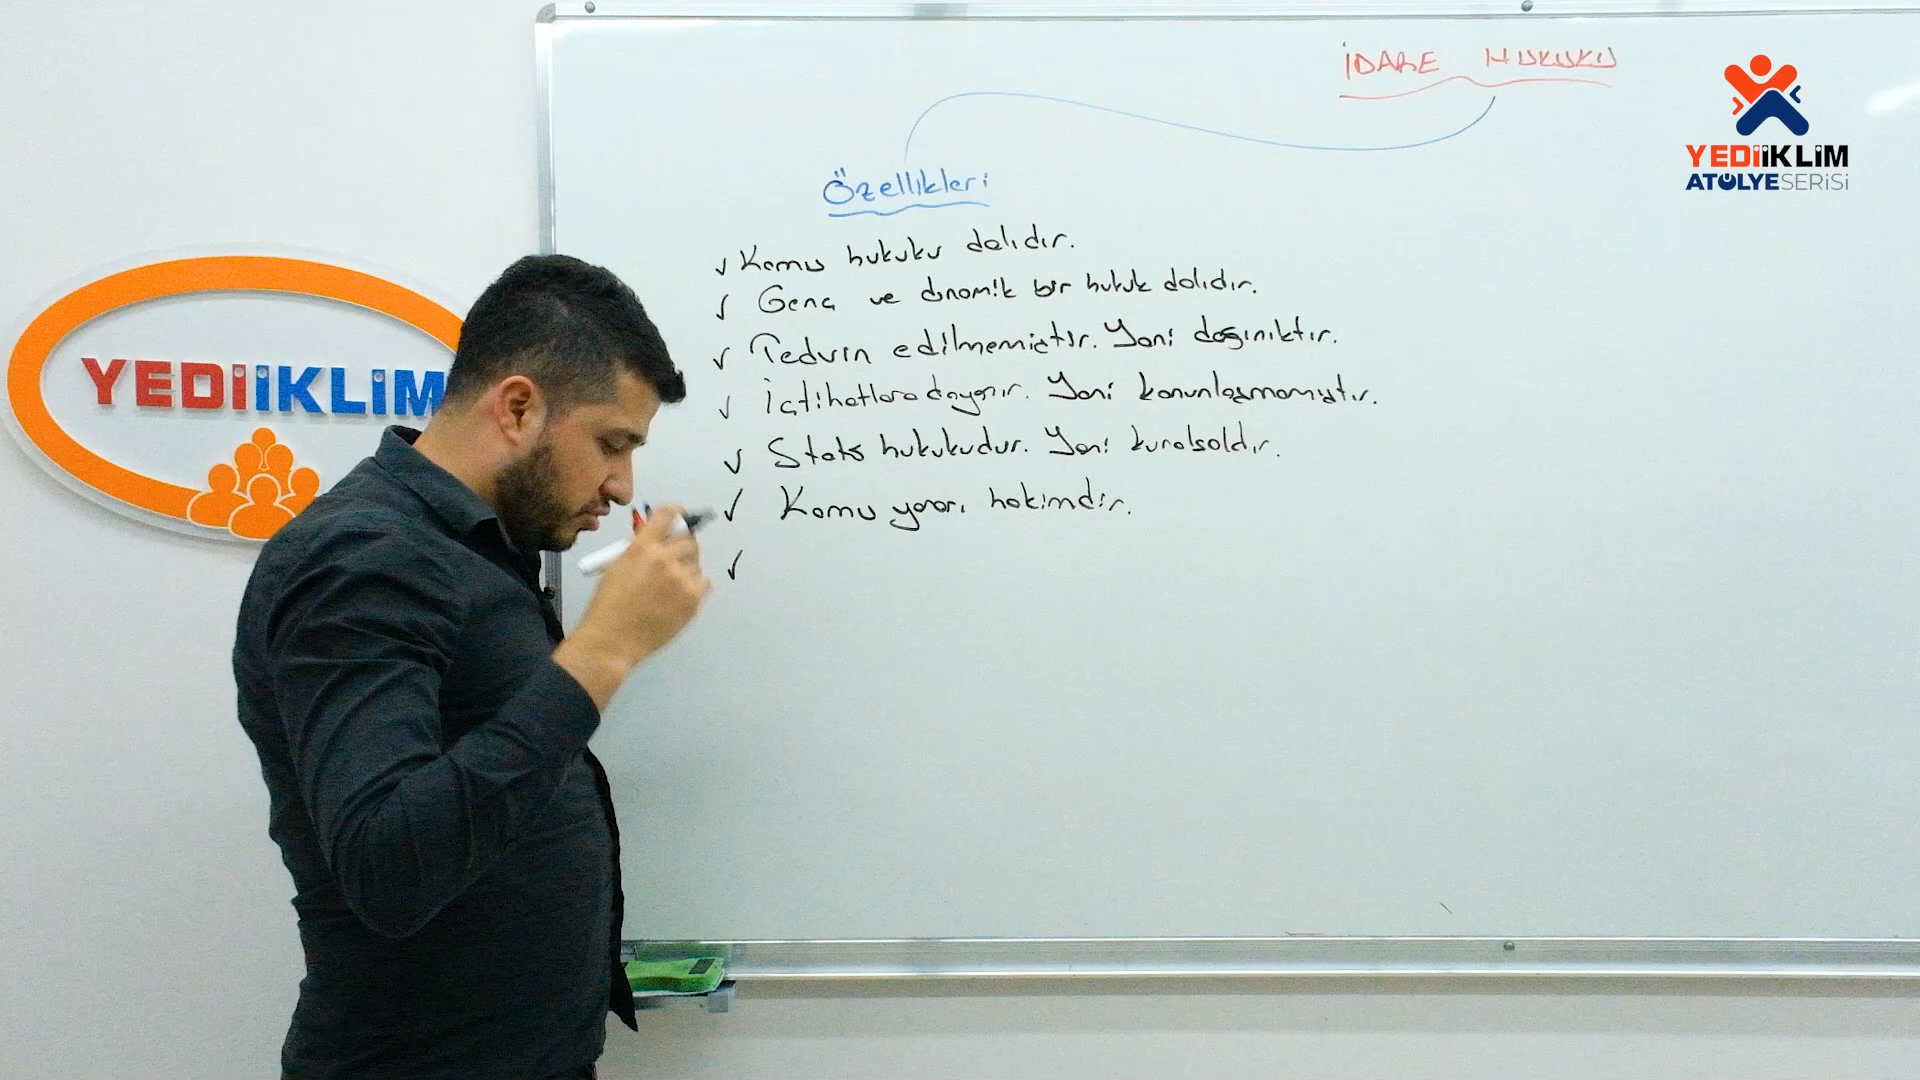 İDARE HUKUKU
YEDİİKLİM
ATÖLYE SERİSİ
Özellikleri
✓ Kamu hukuku dalıdır.
✓ Genç ve dinamik bir hukuk dalıdır.
✓ Tedvin edilmemiştir. Yani dağınıktır.
✓ İçtihatlara dayanır. Yani kanunlaşmamıştır.
✓ Statü hukukudur. Yani kuralsaldır.
✓ Kamu yararı hakimdir.
✓
YEDİİKLİM